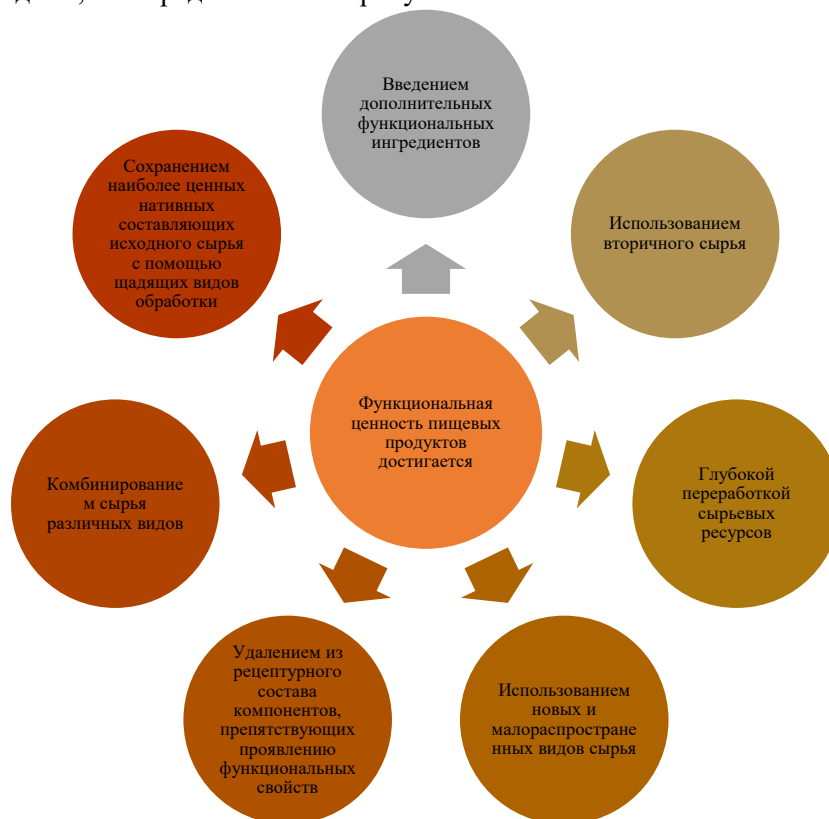 Введением
дополнительных
функциональных
ингредиентов
Использованием
вторичного сырья
Глубокой
переработкой
сырьевых
ресурсов
Использованием
новых и
малораспростране
нных видов сырья
Удалением из
рецептурного
состава
компонентов,
препятствующих
проявлению
функциональных
свойств
Комбинирование
м сырья
различных видов
Сохранением
наиболее ценных
нативных
составляющих
исходного сырья
с помощью
щадящих видов
обработки
Функциональная
ценность пищевых
продуктов
достигается